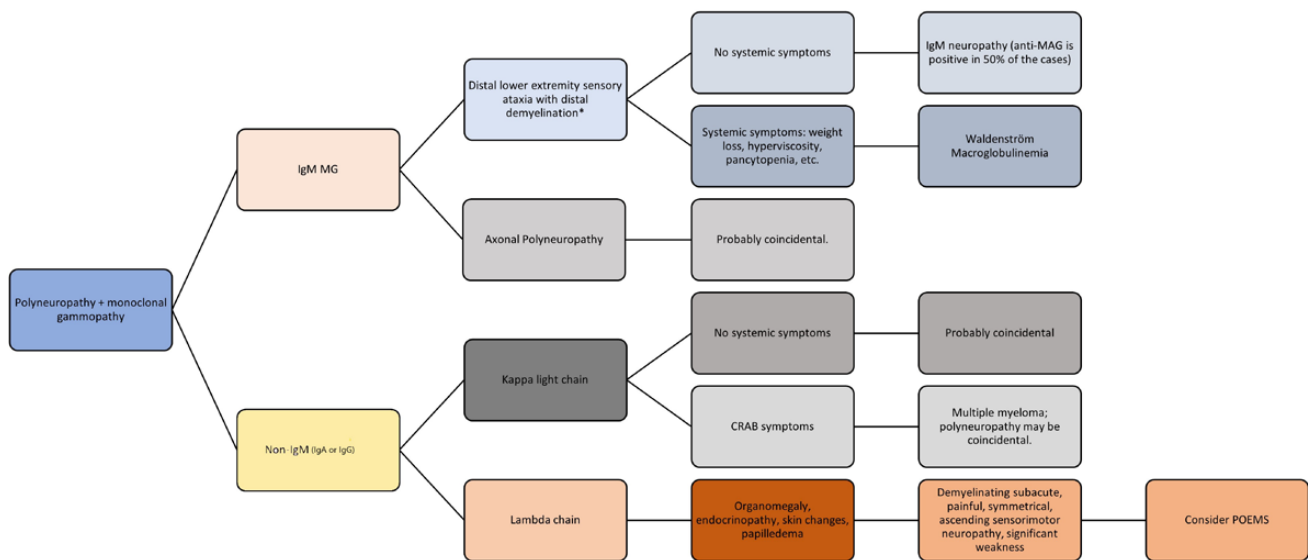 No systemic symptoms
IgM neuropathy (anti-MAG is
positive in 50% of the cases)
Distal lower extremity sensory
ataxia with distal
demyelination*
Systemic symptoms: weight
loss, hyperviscosity,
pancytopenia, etc.
Waldenström
Macroglobulinemia
IgM MG
Axonal Polyneuropathy
Probably coincidental.
Polyneuropathy + monoclonal
gammopathy
No systemic symptoms
Probably coincidental
Kappa light chain
CRAB symptoms
Multiple myeloma;
polyneuropathy may be
coincidental.
Non-IgM (IgA or IgG)
Lambda chain
Organomegaly,
endocrinopathy, skin changes,
papilledema
Demyelinating subacute,
painful, symmetrical,
ascending sensorimotor
neuropathy, significant
weakness
Consider POEMS